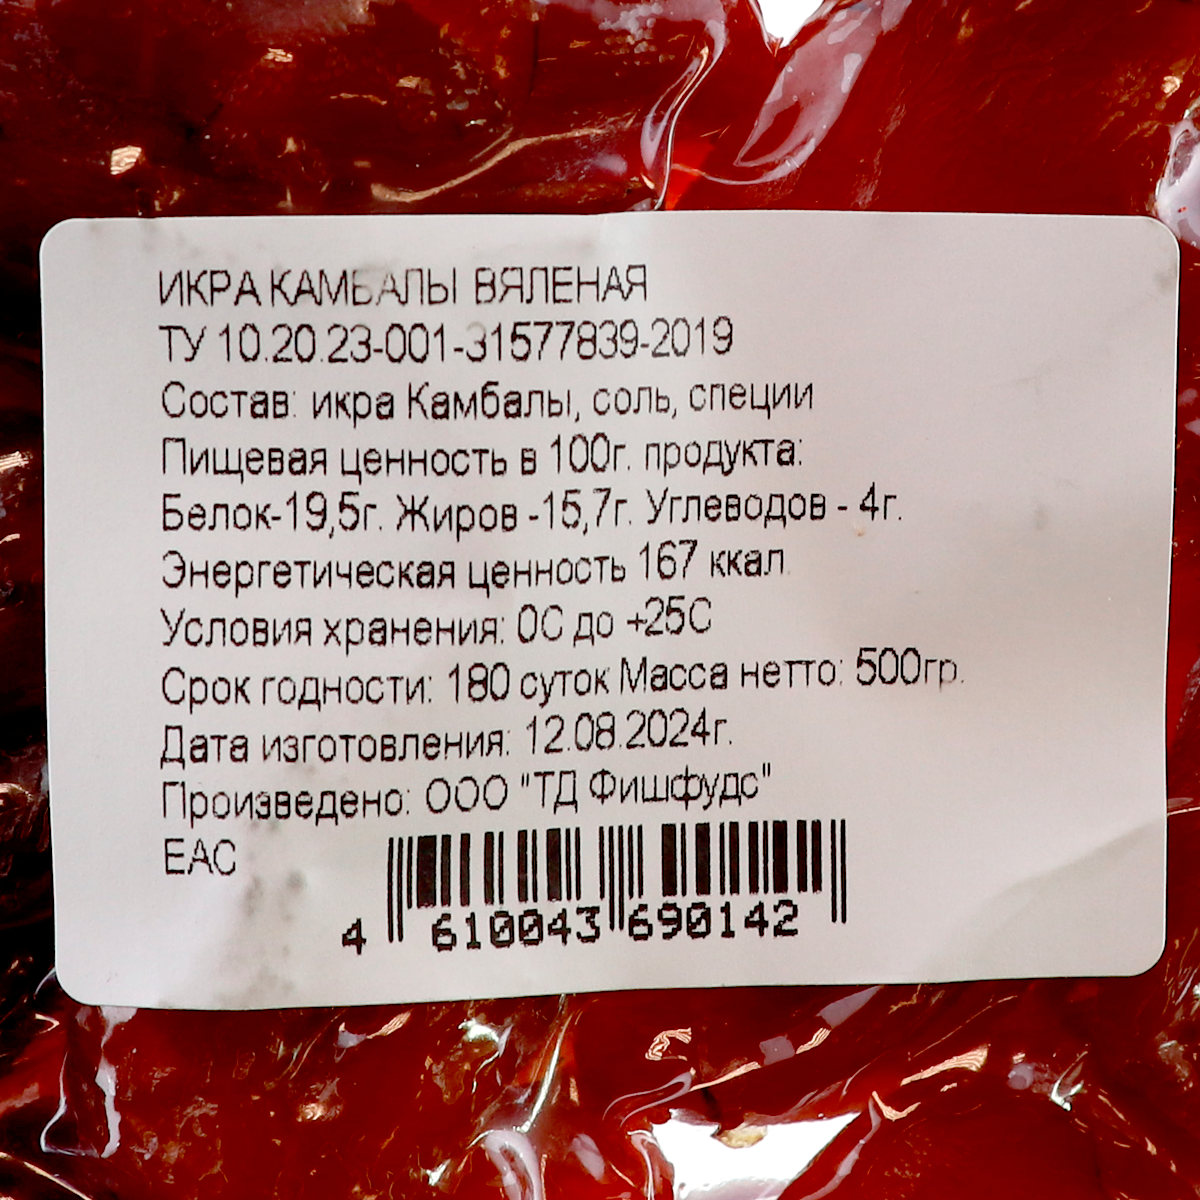 ИКРА КАМБАЛЫ ВЯЛЕНАЯ
ТУ 10.20.23-001-31577839-2019
Состав: икра Камбалы, соль, специи
Пищевая ценность в 100г. продукта:
Белок-19,5г. Жиров -15,7г. Углеводов - 4г.
Энергетическая ценность 167 ккал.
Условия хранения: 0С до +25С
Срок годности: 180 суток Масса нетто: 500гр.
Дата изготовления: 12.08.2024г.
Произведено: ООО "ТД Фишфудс"
ЕАС
4 610043 690142